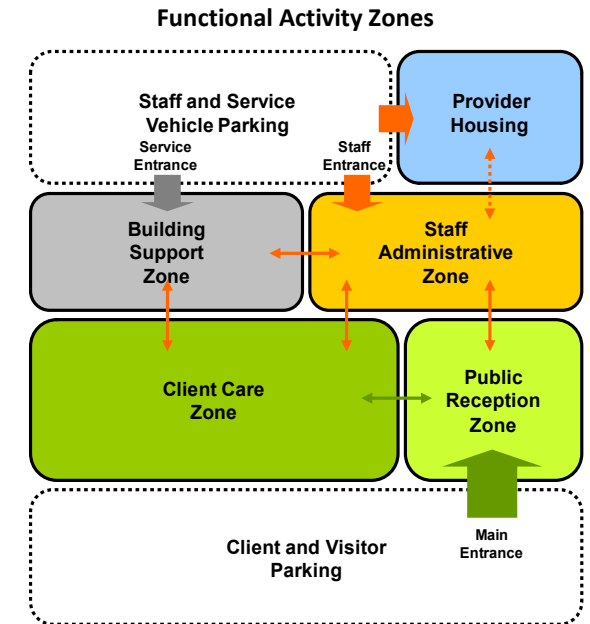 Functional Activity Zones
Staff and Service
Vehicle Parking
Provider
Housing
Service
Entrance
Staff
Entrance
Building
Support
Zone
Staff
Administrative
Zone
Client Care
Zone
Public
Reception
Zone
Main
Entrance
Client and Visitor
Parking